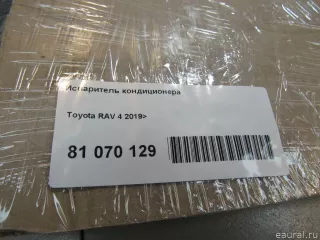 Испаритель кондиционера
Toyota RAV 4 2019>
81 070 129
© eaural.ru